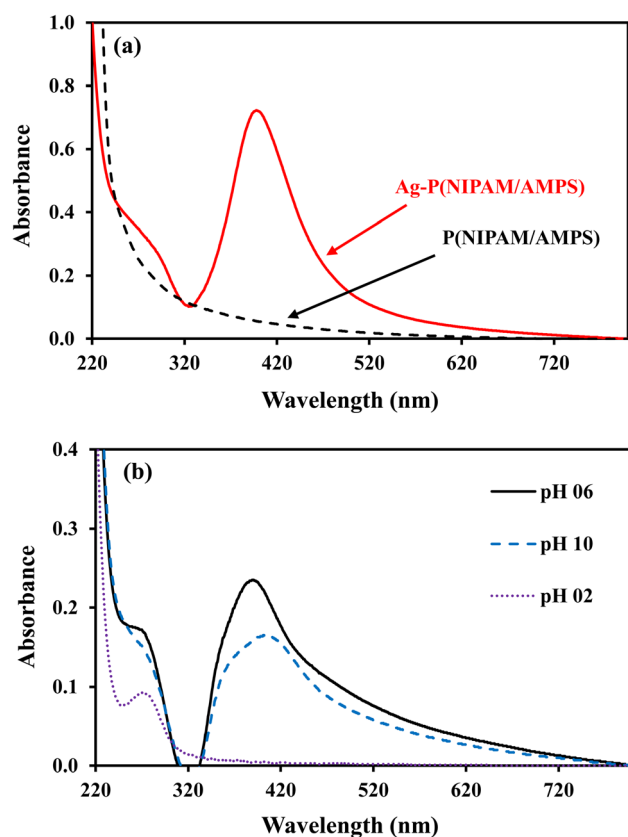 1.0
(a)
0.8
0.6
Absorbance
0.4
0.2
0.0
Ag-P(NIPAM/AMPS)
P(NIPAM/AMPS)
220 320 420 520 620 720
Wavelength (nm)
0.4
(b)
0.3
0.2
Absorbance
0.1
0.0
pH 06
pH 10
pH 02
220 320 420 520 620 720
Wavelength (nm)